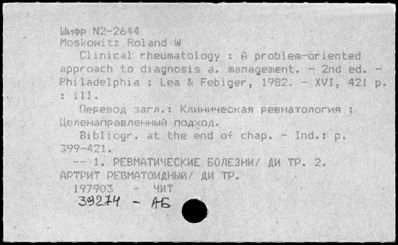 Шифр N2-2644
Moskowitz Roland W
Clinical rheumatology : A problem-oriented
approach to diagnosis a. management. - 2nd ed. -
Philadelphia : Lea & Febiger, 1982. - XVI, 421 p.
: ill.
Перевод загл.: Клиническая ревматология :
Целенаправленный подход.
Bibliogr. at the end of chap. - Ind.: p.
399-421.
-- 1. РЕВМАТИЧЕСКИЕ БОЛЕЗНИ/ ДИ ТР. 2.
АРТРИТ РЕВМАТОИДНЫЙ/ ДИ ТР.
197903 - ЧИТ
39274 - АБ